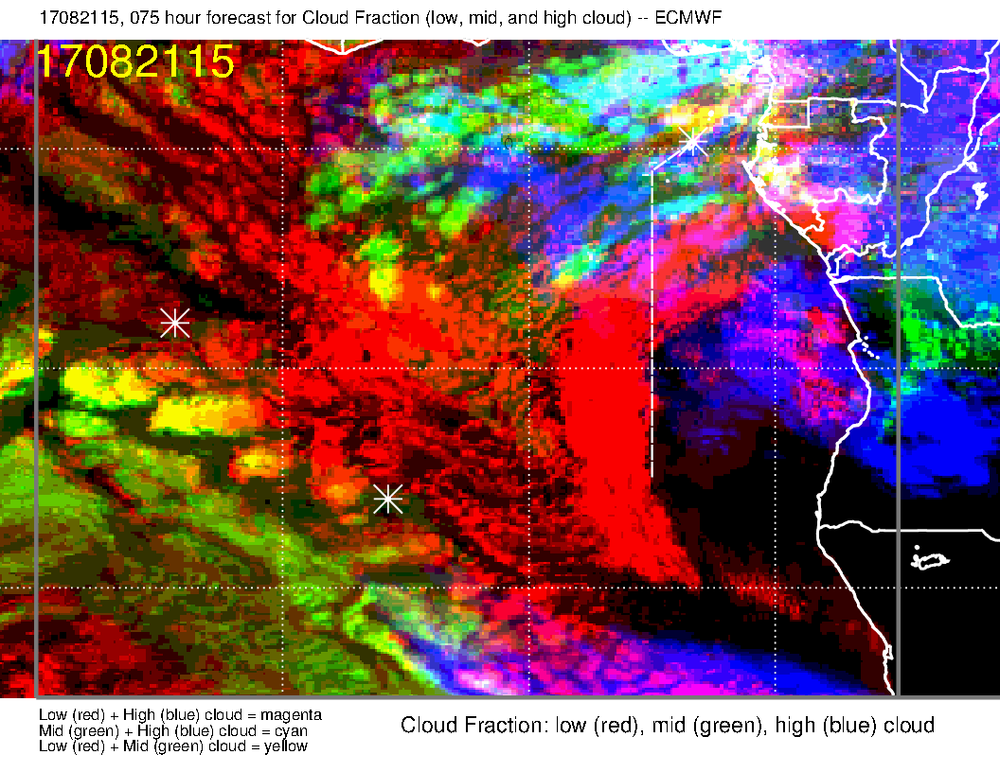 17082115, 075 hour forecast for Cloud Fraction (low, mid, and high cloud) -- ECMWF
17082115
0
Low (red) + High (blue) cloud = magenta
Mid (green) + High (blue) cloud = cyan
Low (red) + Mid (green) cloud = yellow
Cloud Fraction: low (red), mid (green), high (blue) cloud